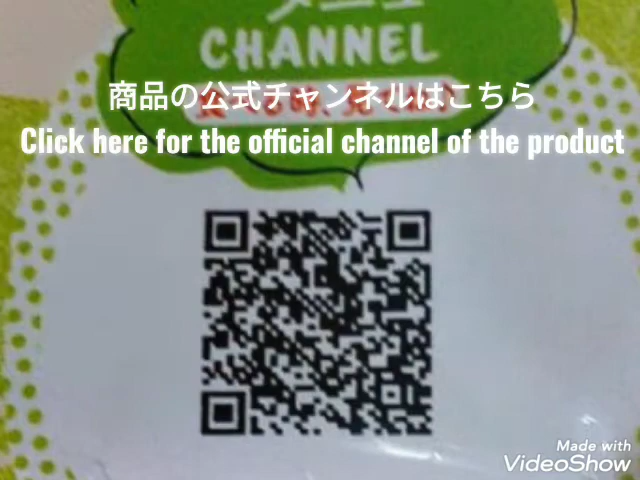 CHANNEL
商品の公式チャンネルはこちら
Click here for the official channel of the product
Made with
VideoShow